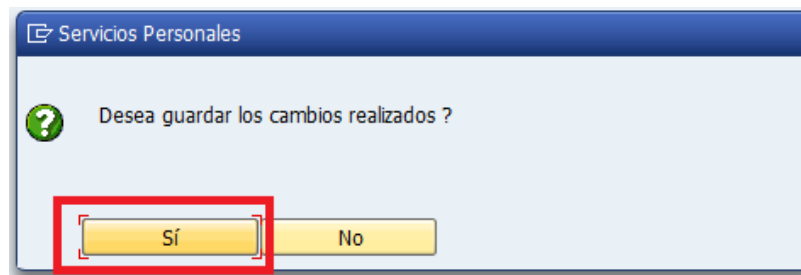 Servicios Personales
Desea guardar los cambios realizados ?
Sí
No